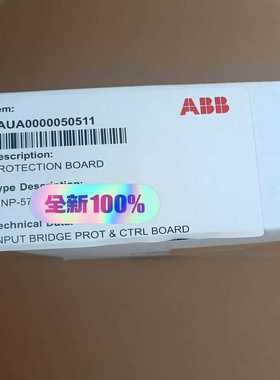 em:
AUA0000050511
ABB
escription:
ROTECTION BOARD
ype Description:
NP-57
全新100%
echnical Data:
NPUT BRIDGE PROT & CTRL BOARD